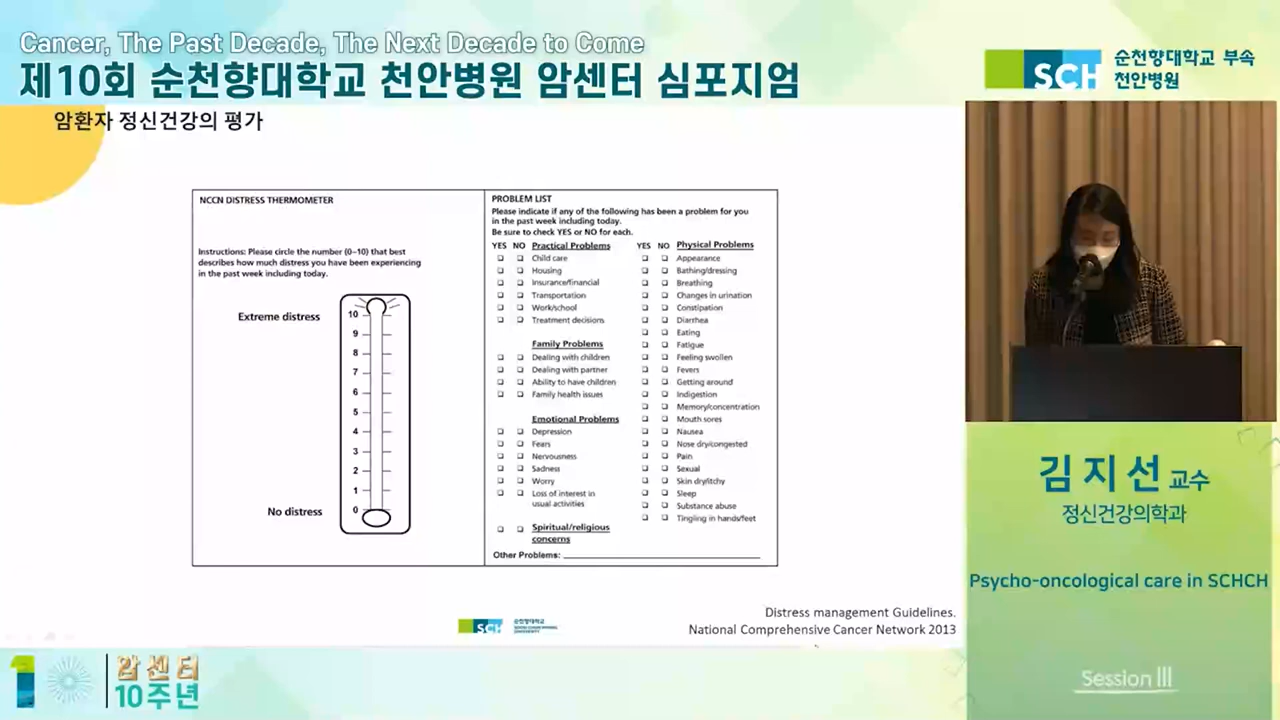 Cancer, The Past Decade, The Next Decade to Come
제10회 순천향대학교 천안병원 암센터 심포지엄
SCH
순천향대학교 부속
천안병원
암환자 정신건강의 평가
NCCN DISTRESS THERMOMETER
Instructions: Please circle the number (0–10) that best
describes how much distress you have been experiencing
in the past week including today.
Extreme distress
10
9
8
7
6
5
4
3
2
1
0
No distress
PROBLEM LIST
Please indicate if any of the following has been a problem for you
in the past week including today.
Be sure to check YES or NO for each.
YES NO Practical Problems
Child care
Housing
Insurance/financial
Transportation
Work/school
Treatment decisions
Family Problems
Dealing with children
Dealing with partner
Ability to have children
Family health issues
Emotional Problems
Depression
Fears
Nervousness
Sadness
Worry
Loss of interest in
usual activities
Spiritual/religious
concerns
YES NO Physical Problems
Appearance
Bathing/dressing
Breathing
Changes in urination
Constipation
Diarrhea
Eating
Fatigue
Feeling swollen
Fevers
Getting around
Indigestion
Memory/concentration
Mouth sores
Nausea
Nose dry/congested
Pain
Sexual
Skin dry/itchy
Sleep
Substance abuse
Tingling in hands/feet
Other Problems:
SCH
순천향대학교
Distress management Guidelines.
National Comprehensive Cancer Network 2013
김지선 교수
정신건강의학과
Psycho-oncological care in SCHCH
Session III
암센터
10주년